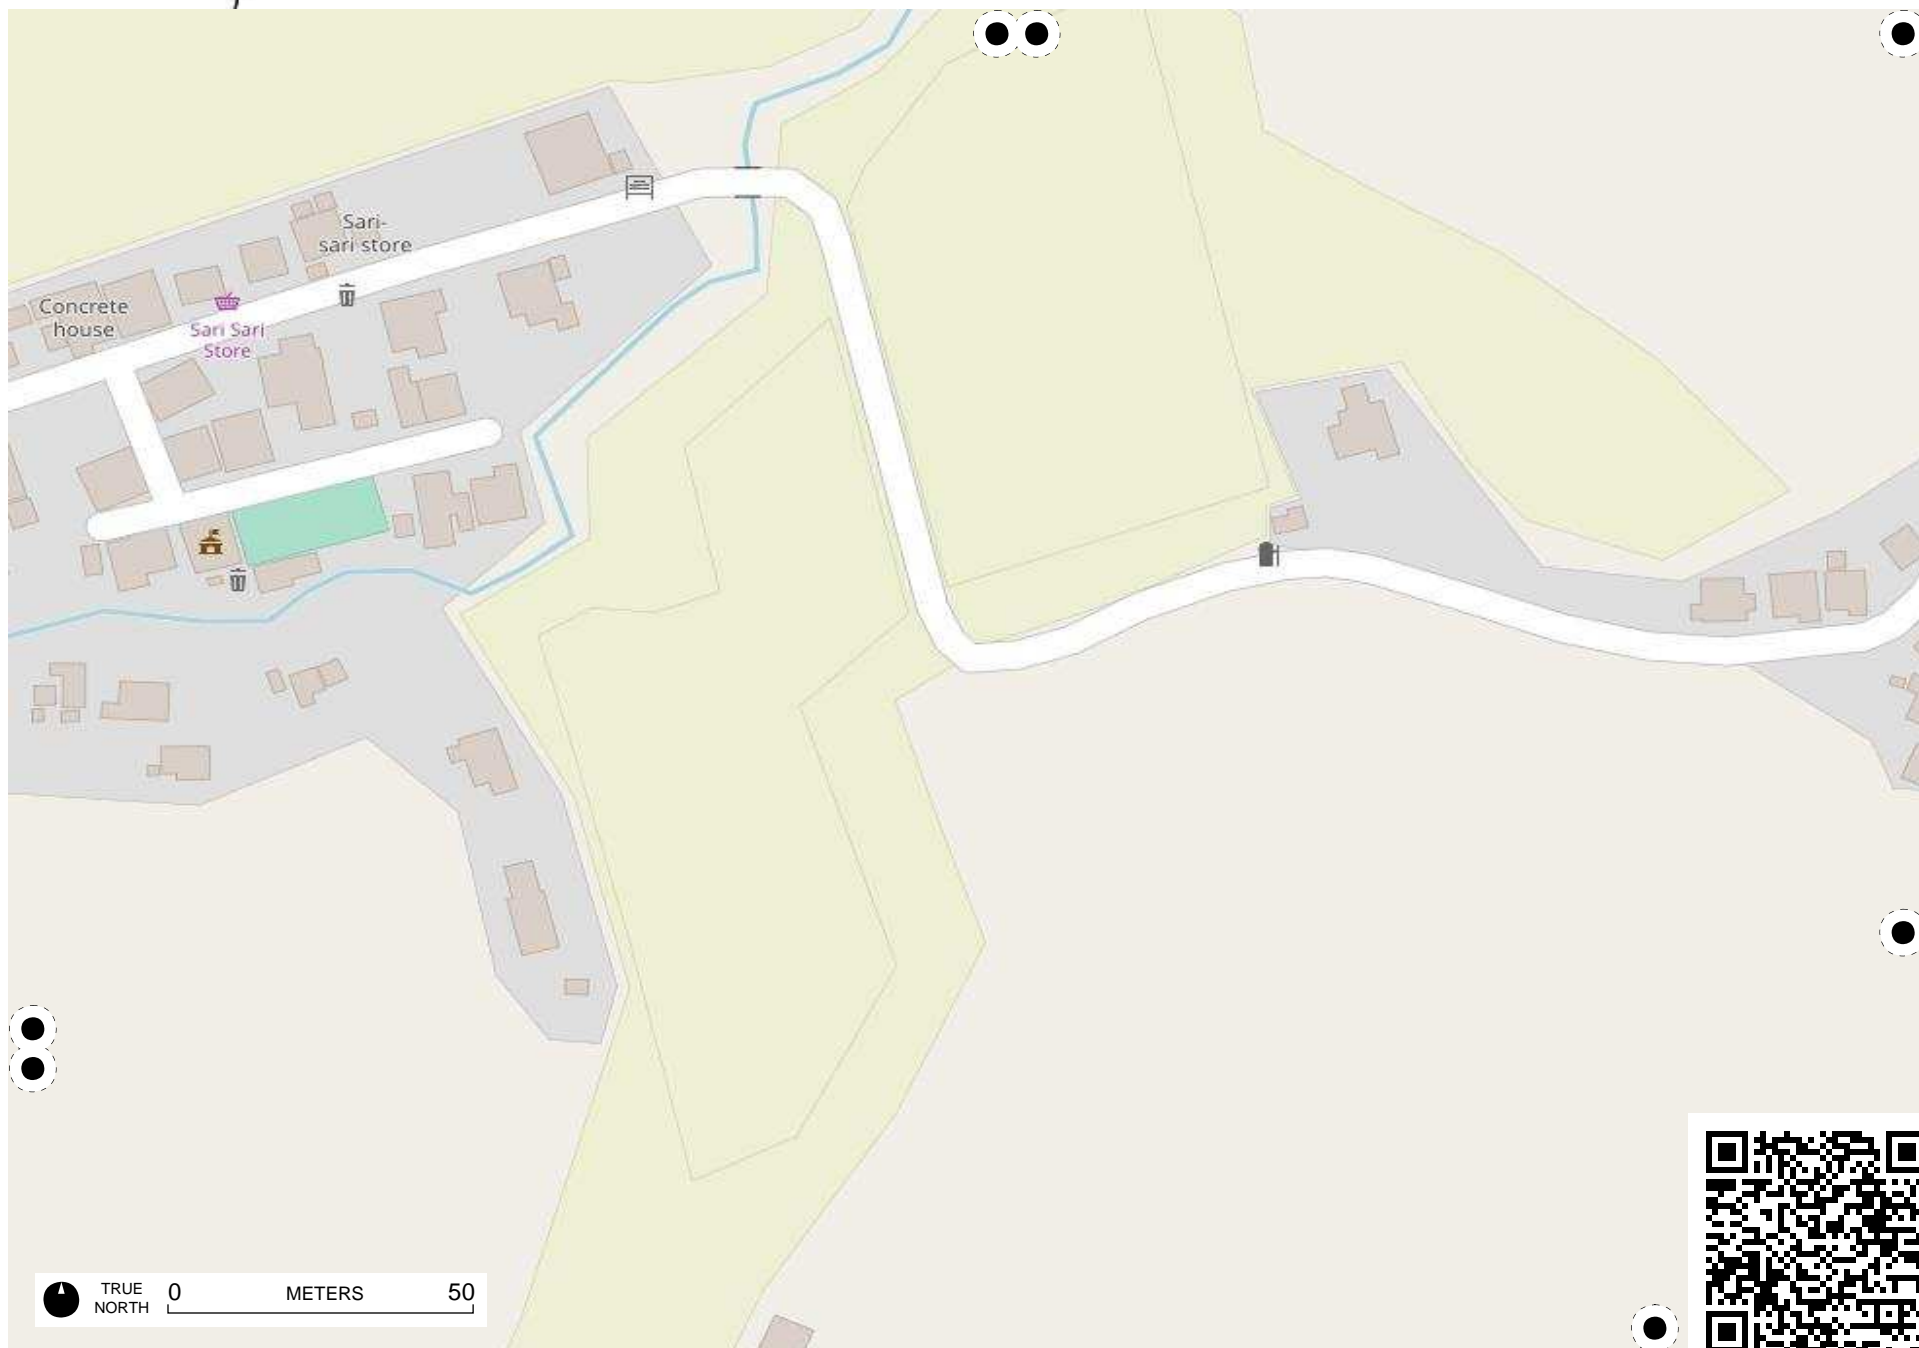 Sari-
sari store
Concrete
house
Sari Sari
Store
TRUE
NORTH
0
METERS
50